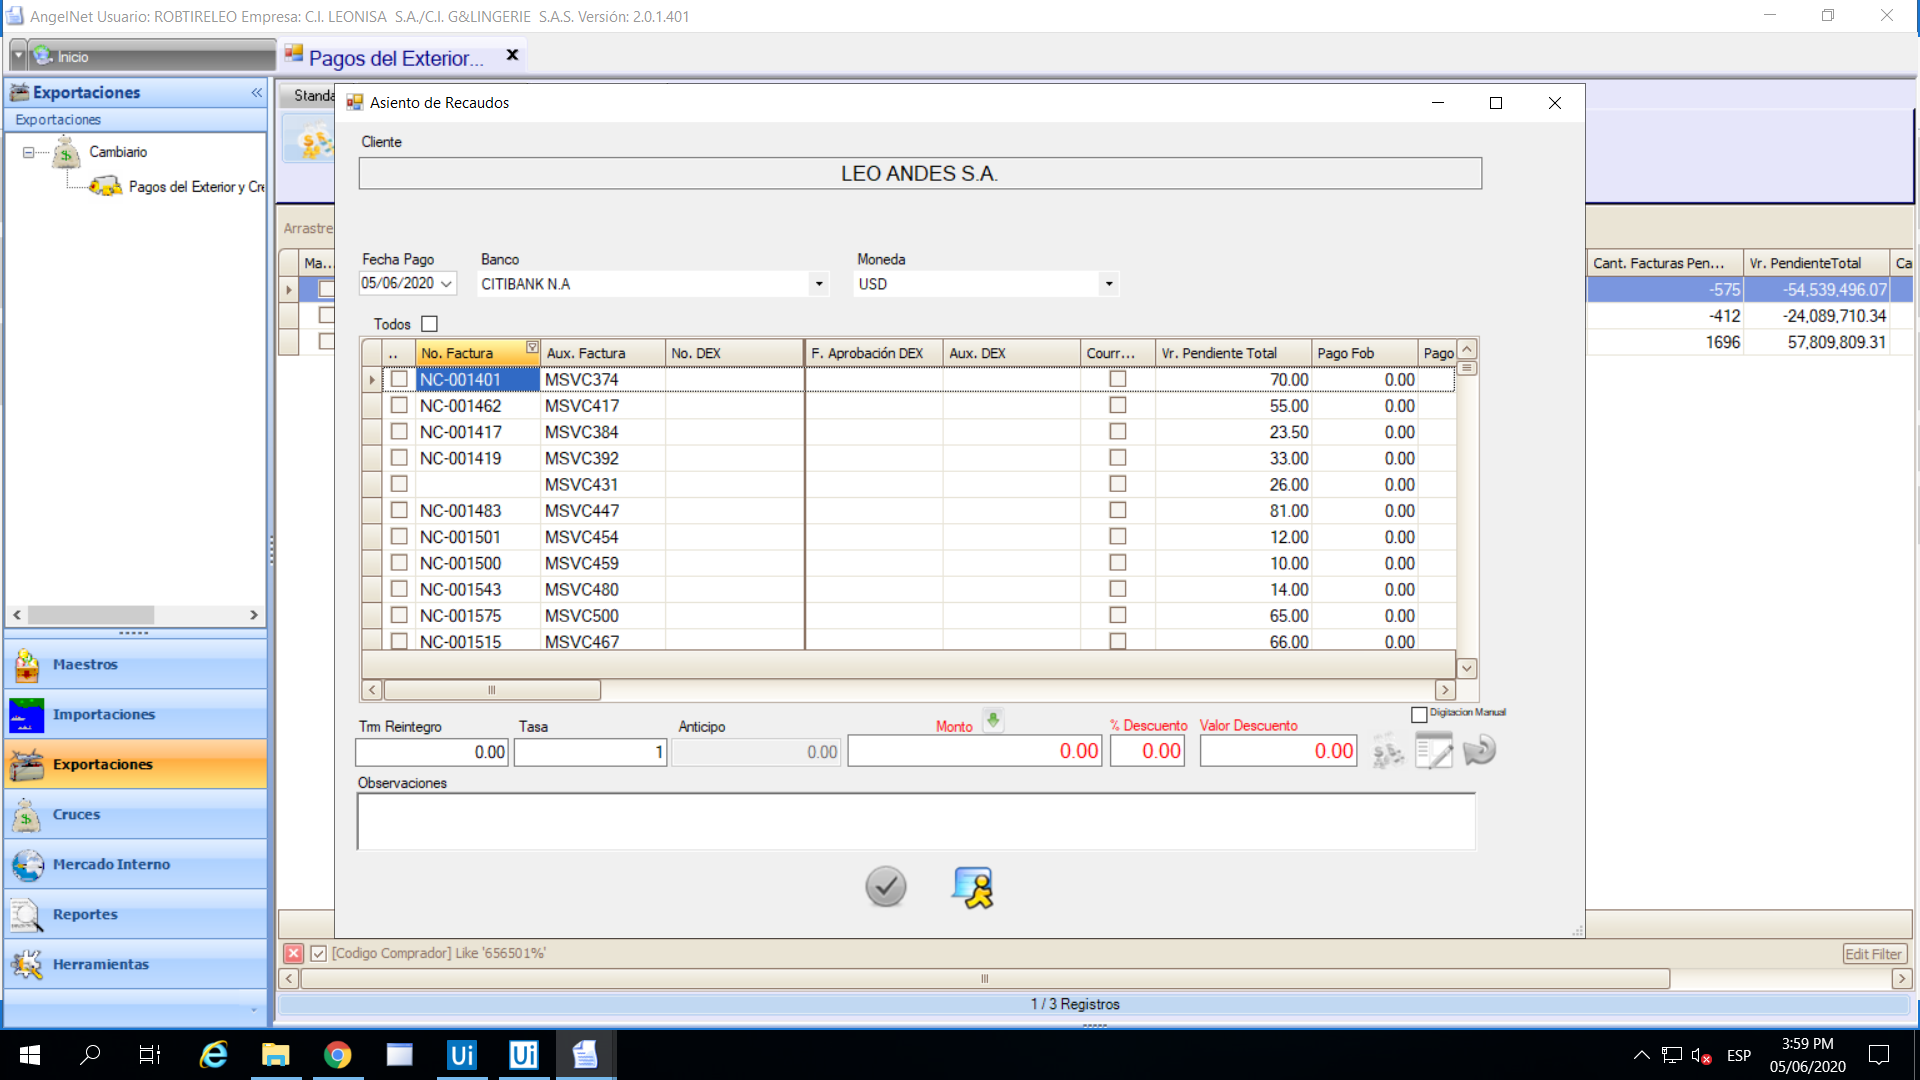 AngelNet Usuario: ROBTIRELEO Empresa: C.I. LEONISA  S.A./C.I. G&LINGERIE  S.A.S. Versión: 2.0.1.401
Inicio
Pagos del Exterior...
Exportaciones
Exportaciones
Cambiario
Pagos del Exterior y Cre
Standa
Arrastre
Ma...
Asiento de Recaudos
Cliente
LEO ANDES S.A.
Fecha Pago Banco Moneda
05/06/2020 CITIBANK N.A USD
Todos
.. No. Factura Aux. Factura No. DEX F. Aprobación DEX Aux. DEX Courr... Vr. Pendiente Total Pago Fob Pago
NC-001401 MSVC374 70.00 0.00
NC-001462 MSVC417 55.00 0.00
NC-001417 MSVC384 23.50 0.00
NC-001419 MSVC392 33.00 0.00
MSVC431 26.00 0.00
NC-001483 MSVC447 81.00 0.00
NC-001501 MSVC454 12.00 0.00
NC-001500 MSVC459 10.00 0.00
NC-001543 MSVC480 14.00 0.00
NC-001575 MSVC500 65.00 0.00
NC-001515 MSVC467 66.00 0.00
Cant. Facturas Pen... Vr. PendienteTotal Ca
-575 -54,539,496.07
-412 -24,089,710.34
1696 57,809,809.31
Digitacion Manual
Trm Reintegro Tasa Anticipo Monto % Descuento Valor Descuento
0.00 1 0.00 0.00 0.00 0.00
Observaciones
Maestros
Importaciones
Exportaciones
Cruces
Mercado Interno
Reportes
Herramientas
[Codigo Comprador] Like '656501%'
Edit Filter
1 / 3 Registros
Ui
Ui
ESP
3:59 PM
05/06/2020